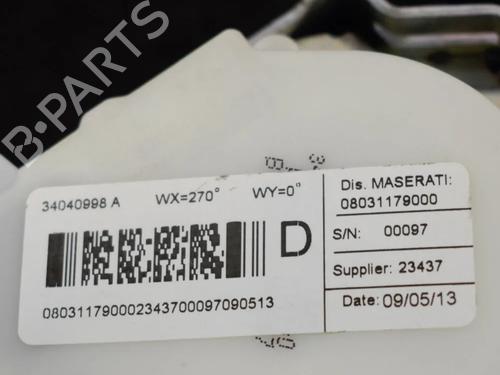 B-PARTS
34040998 A WX=270° WY=0°
D
080311790002343700097090513
Dis. MASERATI:
08031179000
S/N: 00097
Supplier: 23437
Date: 09/05/13